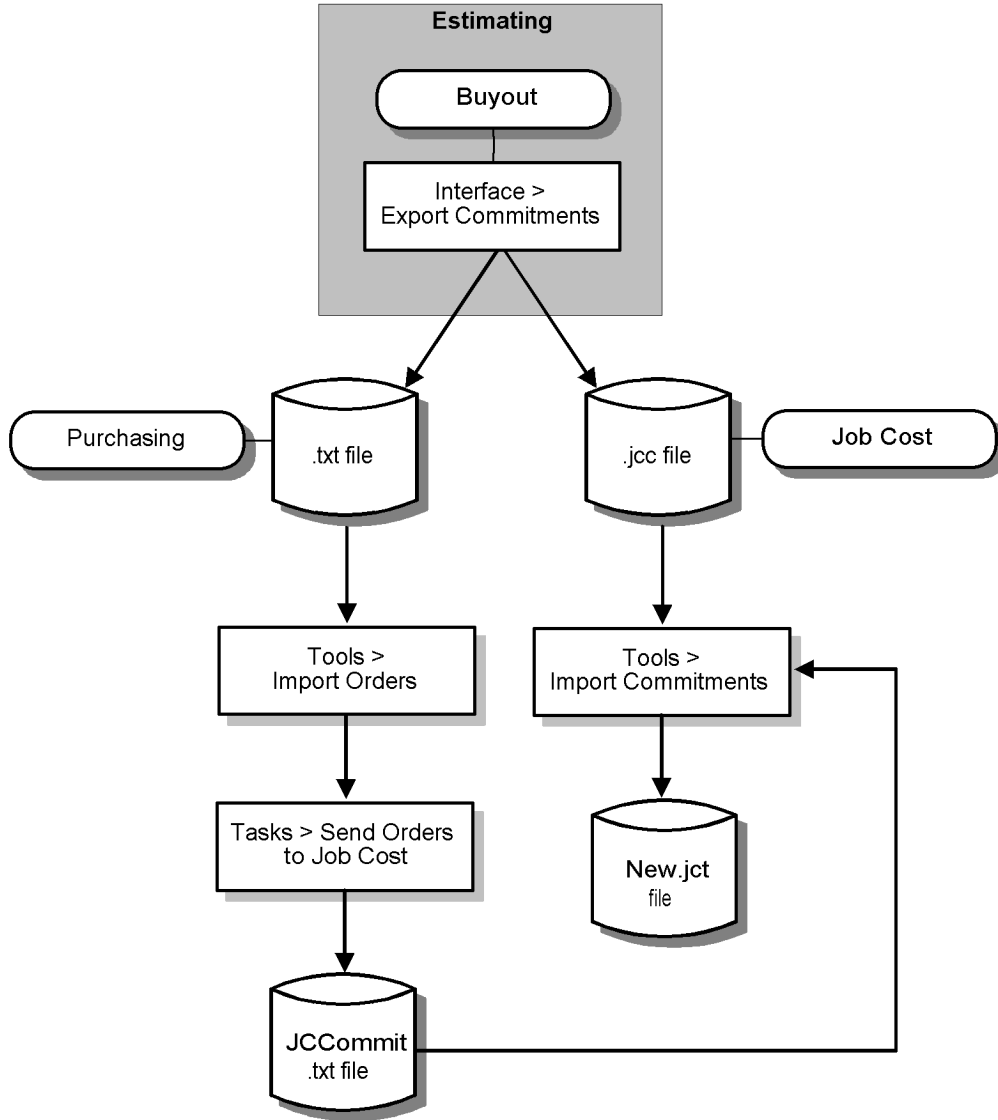 Estimating
Buyout
Interface >
Export Commitments
Purchasing
.txt file
.jcc file
Job Cost
Tools >
Import Orders
Tools >
Import Commitments
Tasks > Send Orders
to Job Cost
New.jct
file
JCCommit
.txt file